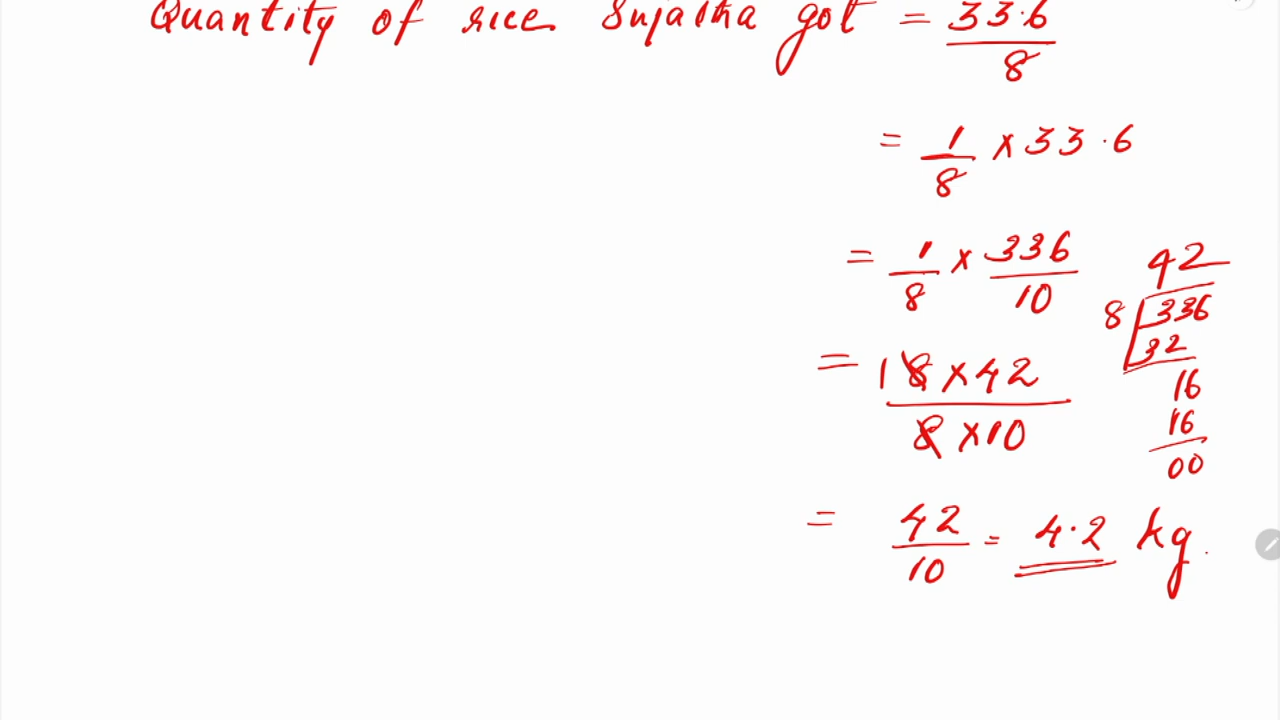 Quantity of rice Sujatha got = 33.6/8
= 1/8 × 33.6
= 1/8 × 336/10
= 1 8 × 42 / 8 × 10
= 42/10 = 4.2 kg.
42
8 336
32
16
16
00